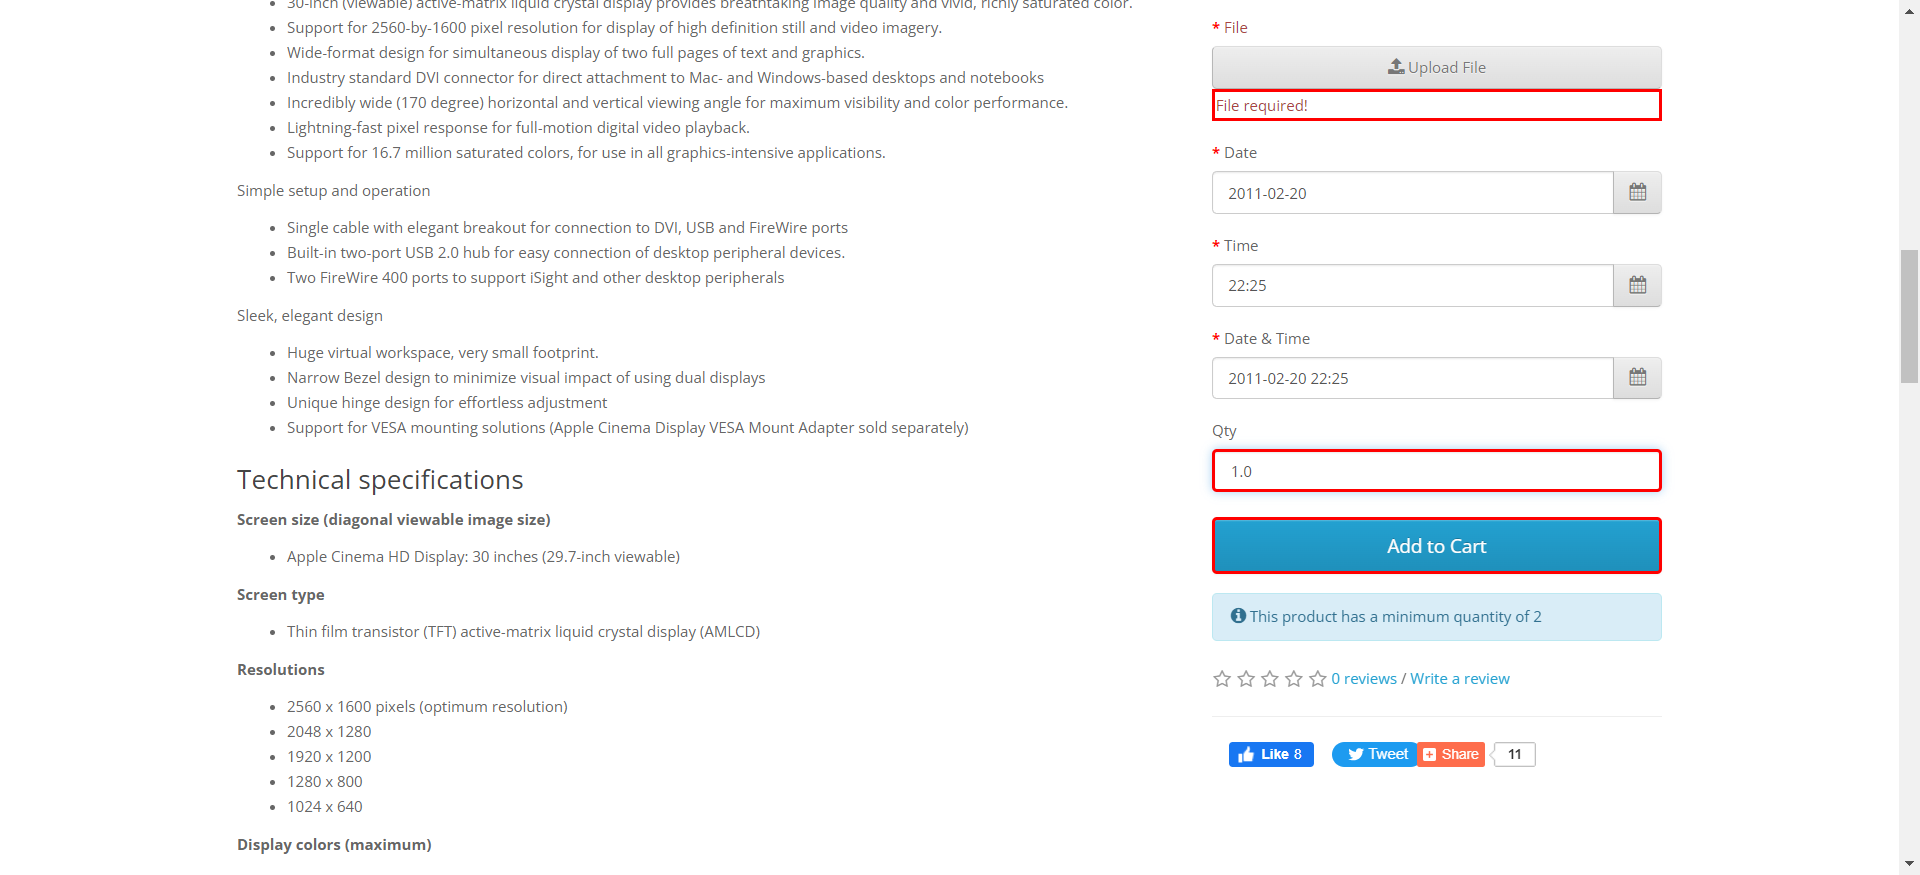 30-inch (viewable) active-matrix liquid crystal display provides breathtaking image quality and vivid, richly saturated color.
Support for 2560-by-1600 pixel resolution for display of high definition still and video imagery.
Wide-format design for simultaneous display of two full pages of text and graphics.
Industry standard DVI connector for direct attachment to Mac- and Windows-based desktops and notebooks
Incredibly wide (170 degree) horizontal and vertical viewing angle for maximum visibility and color performance.
Lightning-fast pixel response for full-motion digital video playback.
Support for 16.7 million saturated colors, for use in all graphics-intensive applications.
Simple setup and operation
Single cable with elegant breakout for connection to DVI, USB and FireWire ports
Built-in two-port USB 2.0 hub for easy connection of desktop peripheral devices.
Two FireWire 400 ports to support iSight and other desktop peripherals
Sleek, elegant design
Huge virtual workspace, very small footprint.
Narrow Bezel design to minimize visual impact of using dual displays
Unique hinge design for effortless adjustment
Support for VESA mounting solutions (Apple Cinema Display VESA Mount Adapter sold separately)
Technical specifications
Screen size (diagonal viewable image size)
Apple Cinema HD Display: 30 inches (29.7-inch viewable)
Screen type
Thin film transistor (TFT) active-matrix liquid crystal display (AMLCD)
Resolutions
2560 x 1600 pixels (optimum resolution)
2048 x 1280
1920 x 1200
1280 x 800
1024 x 640
Display colors (maximum)
* File
Upload File
File required!
* Date
2011-02-20
* Time
22:25
* Date & Time
2011-02-20 22:25
Qty
1.0
Add to Cart
This product has a minimum quantity of 2
0 reviews / Write a review
Like 8
Tweet
Share
11